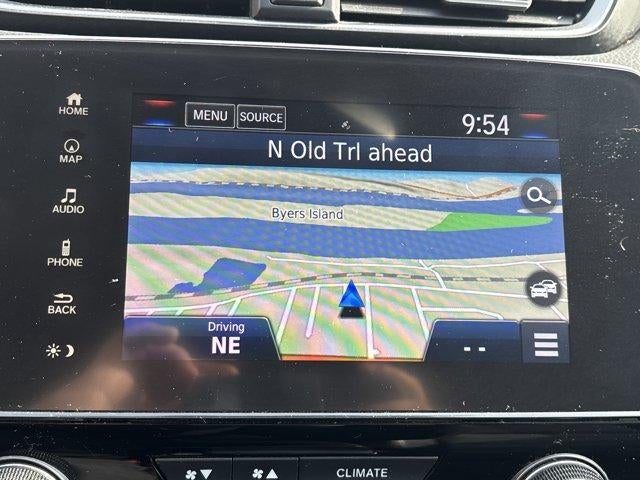 HOME
MAP
AUDIO
PHONE
BACK
MENU SOURCE 9:54
N Old Trl ahead
Byers Island
Driving
NE
--
CLIMATE